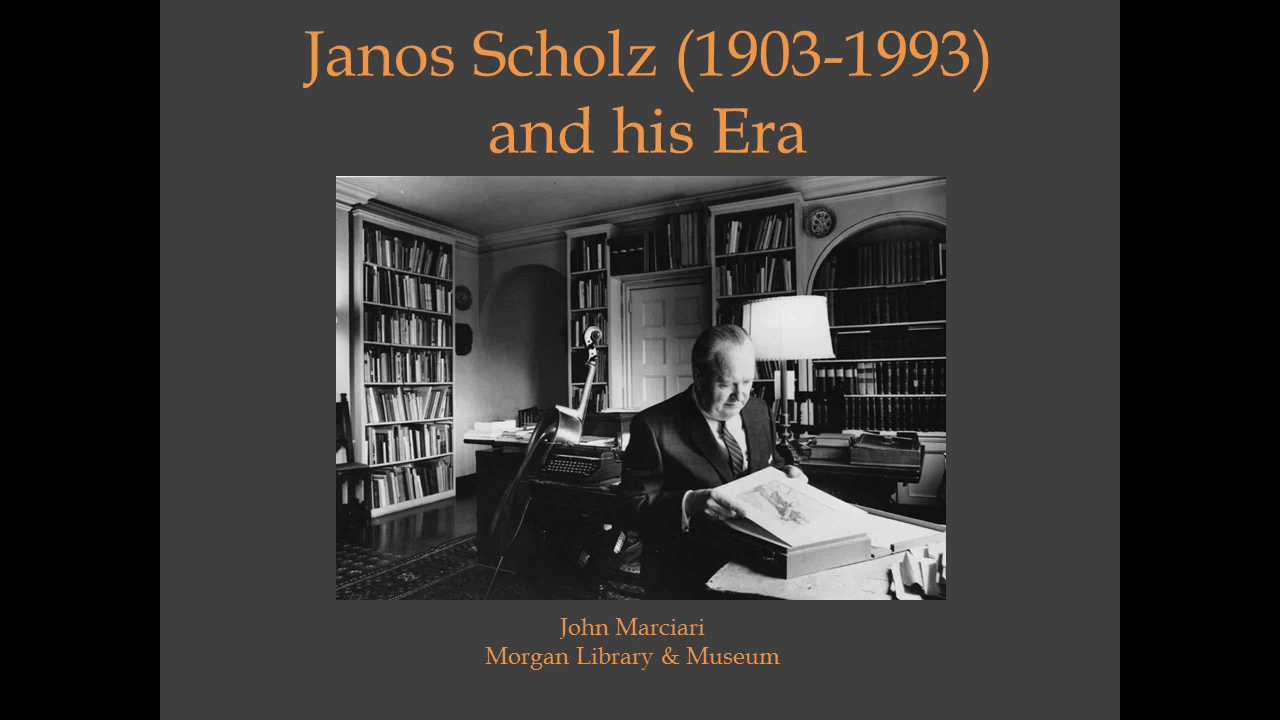 Janos Scholz (1903-1993)
and his Era
John Marciari
Morgan Library & Museum